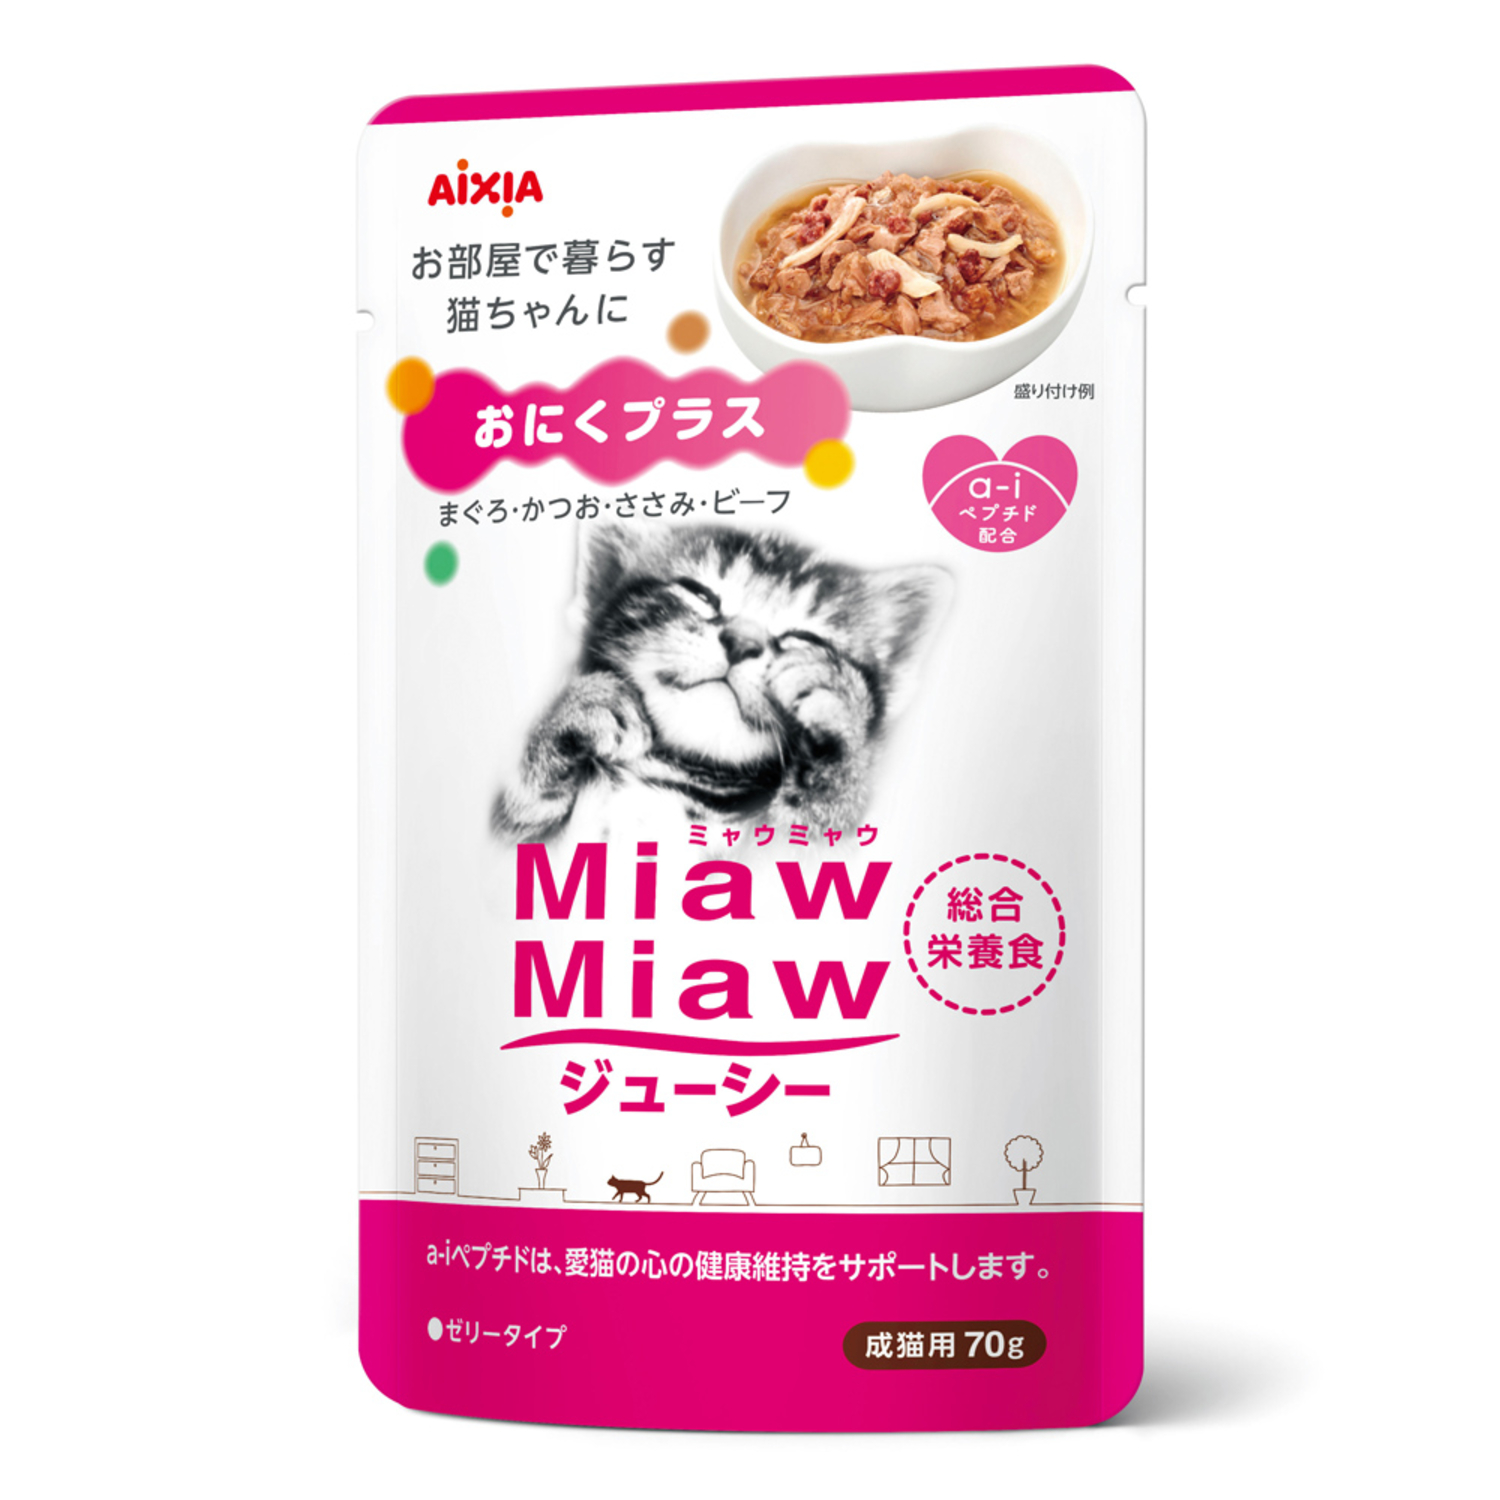 AIXIA
お部屋で暮らす
猫ちゃんに
盛り付け例
おにくプラス
まぐろ・かつお・ささみ・ビーフ
a-i
ペプチド
配合
ミャウミャウ
Miaw
Miaw
ジューシー
総合
栄養食
a-iペプチドは、愛猫の心の健康維持をサポートします。
●ゼリータイプ
成猫用 70g